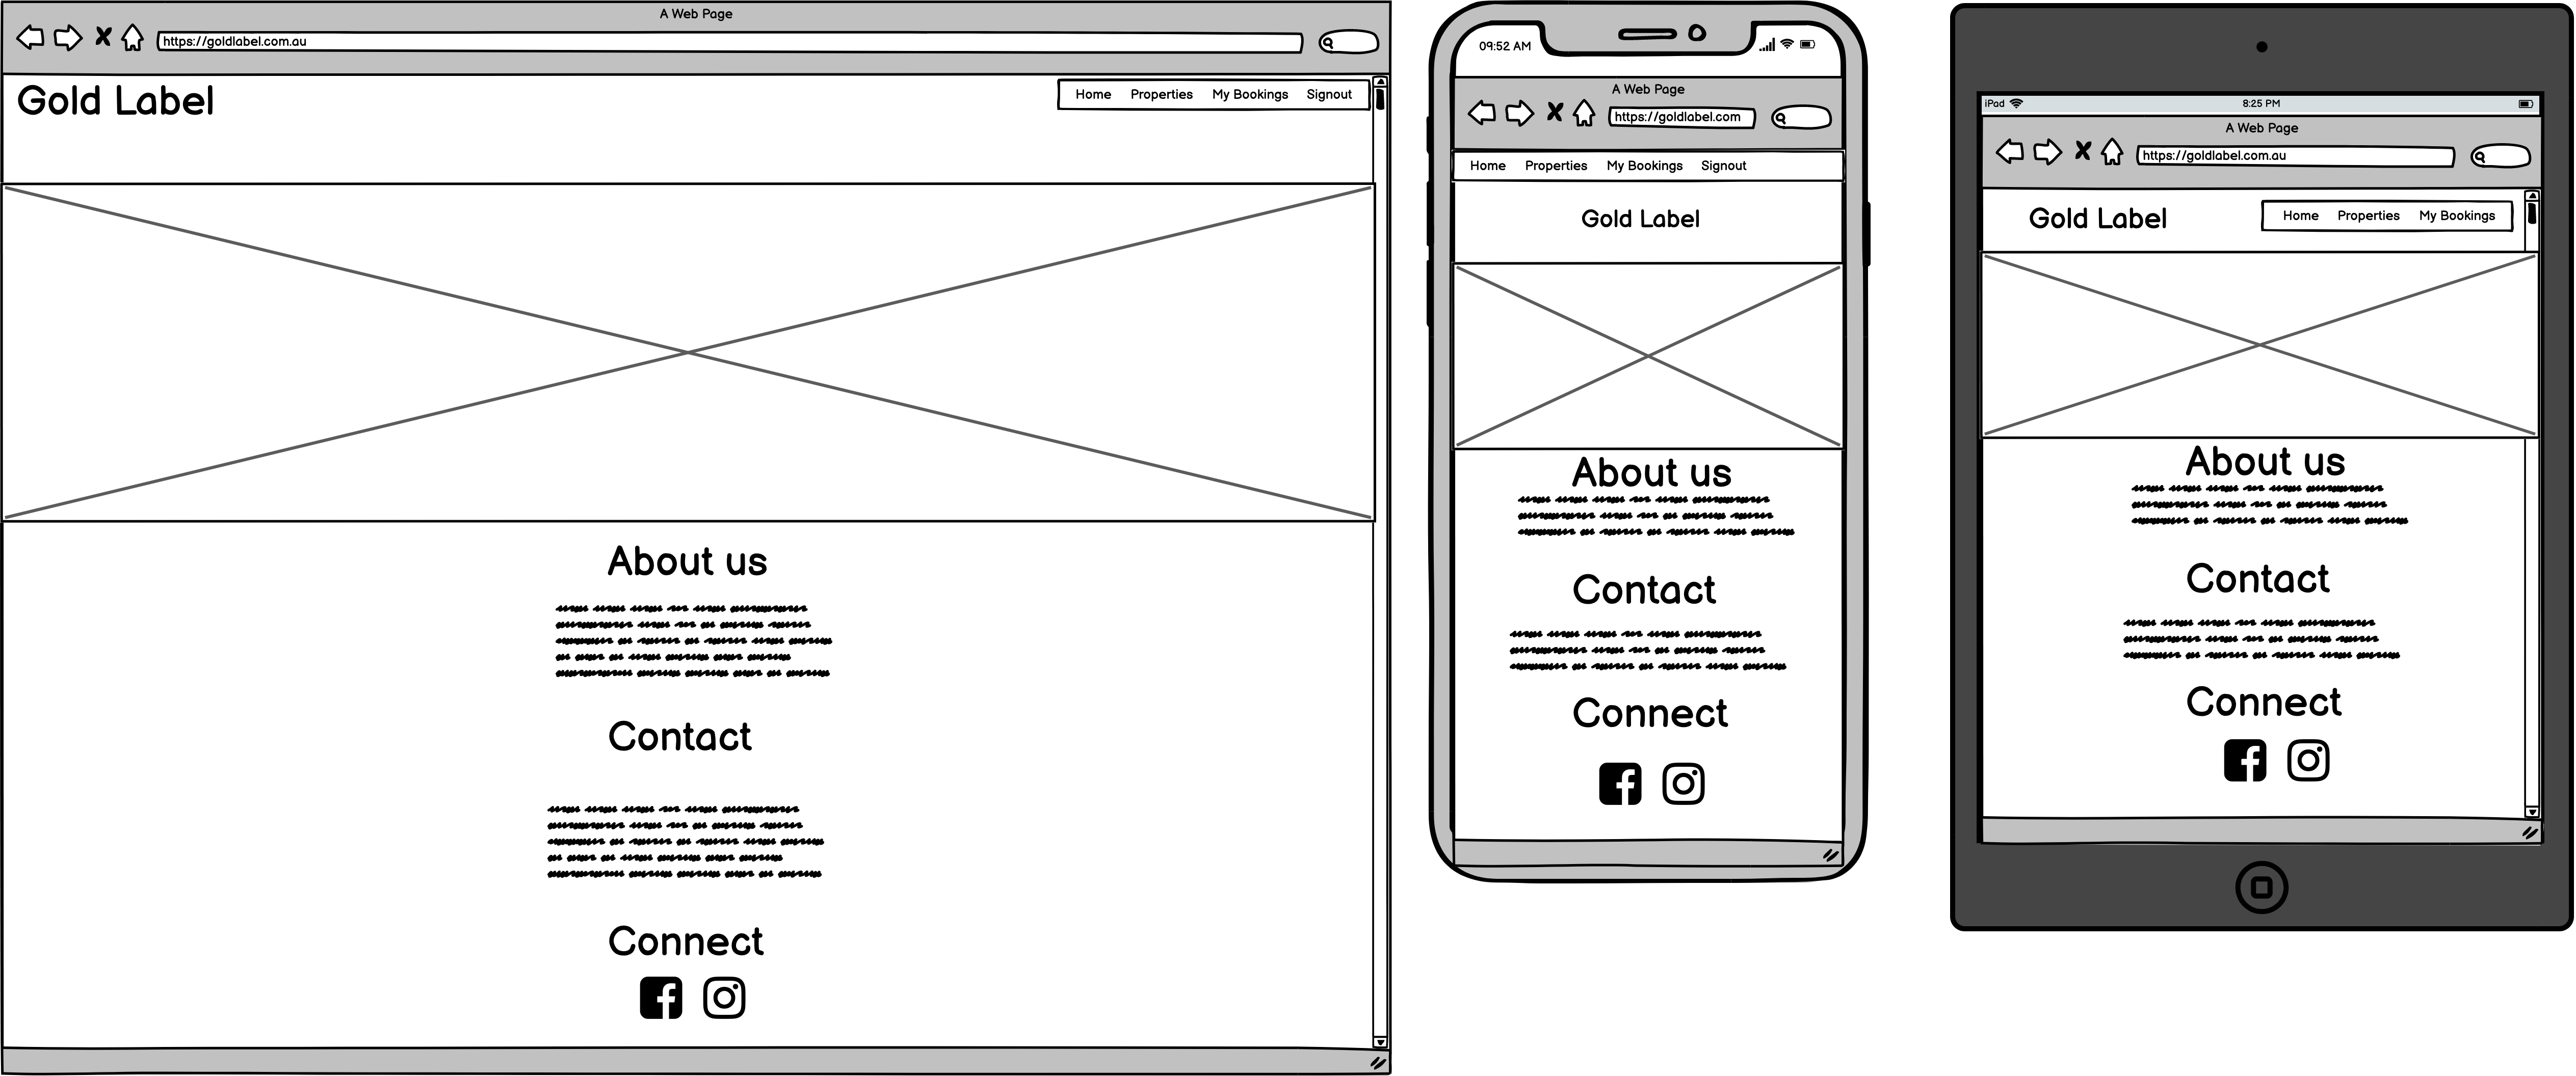 A Web Page
https://goldlabel.com.au
Gold Label
Home Properties My Bookings Signout
About us
Contact
Connect
09:52 AM
A Web Page
https://goldlabel.com
Home Properties My Bookings Signout
Gold Label
About us
Contact
Connect
iPad 8:25 PM
A Web Page
https://goldlabel.com.au
Gold Label
Home Properties My Bookings
About us
Contact
Connect